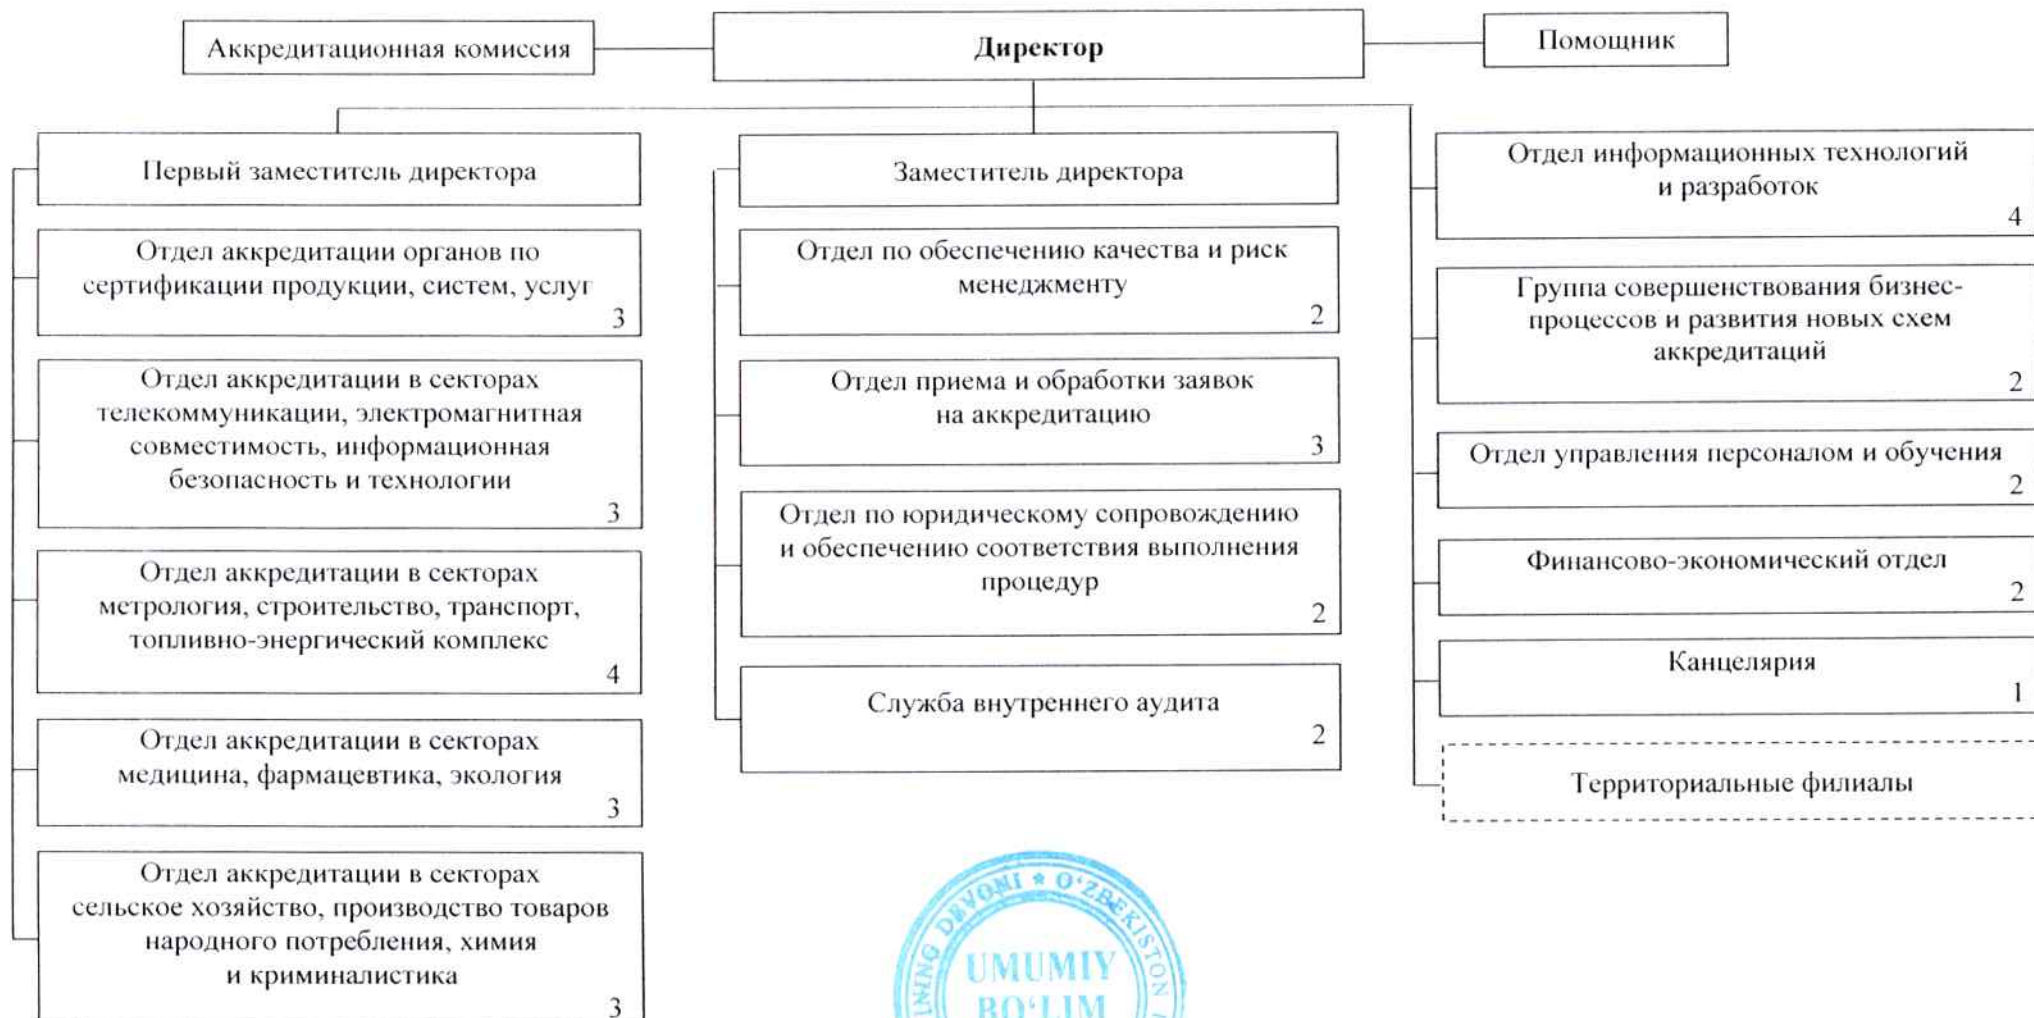 Аккредитационная комиссия
Директор
Помощник
Первый заместитель директора
Отдел аккредитации органов по
сертификации продукции, систем, услуг
3
Отдел аккредитации в секторах
телекоммуникации, электромагнитная
совместимость, информационная
безопасность и технологии
3
Отдел аккредитации в секторах
метрология, строительство, транспорт,
топливно-энергический комплекс
4
Отдел аккредитации в секторах
медицина, фармацевтика, экология
3
Отдел аккредитации в секторах
сельское хозяйство, производство товаров
народного потребления, химия
и криминалистика
3
Заместитель директора
Отдел по обеспечению качества и риск
менеджменту
2
Отдел приема и обработки заявок
на аккредитацию
3
Отдел по юридическому сопровождению
и обеспечению соответствия выполнения
процедур
2
Служба внутреннего аудита
2
Отдел информационных технологий
и разработок
4
Группа совершенствования бизнес-
процессов и развития новых схем
аккредитаций
2
Отдел управления персоналом и обучения
2
Финансово-экономический отдел
2
Канцелярия
1
Территориальные филиалы
DEVONI * O'ZBEKISTON
UMUMIY
BO'LIM